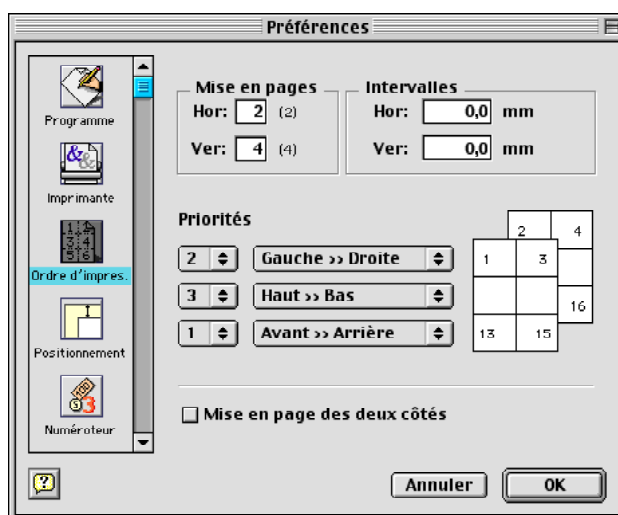 Préférences
Programme
Imprimante
Ordre d'impres.
Positionnement
Numéroteur
Mise en pages
Hor: 2 (2)
Ver: 4 (4)
Intervalles
Hor: 0,0 mm
Ver: 0,0 mm
Priorités
2 Gauche >> Droite
3 Haut >> Bas
1 Avant >> Arrière
2 4
1 3
16
13 15
Mise en page des deux côtés
Annuler OK